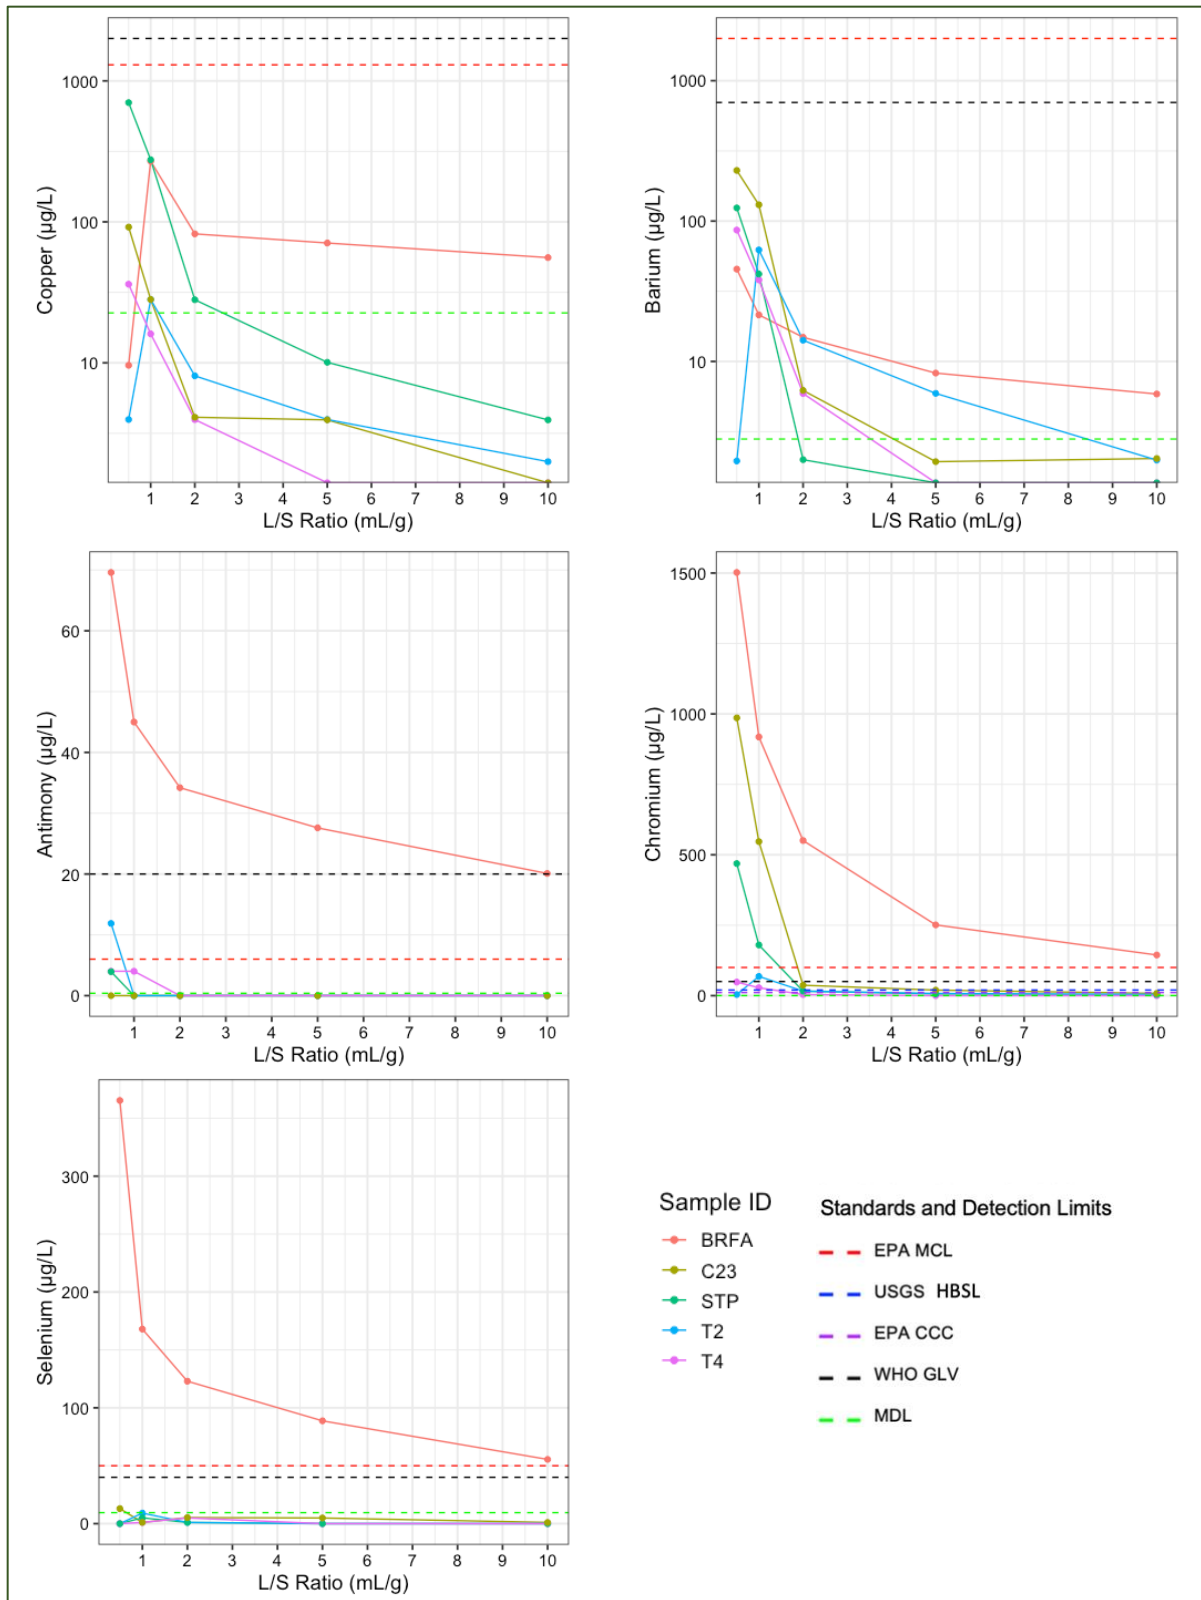 1000
100
10
Copper (µg/L)
1 2 3 4 5 6 7 8 9 10
L/S Ratio (mL/g)
1000
100
10
Barium (µg/L)
1 2 3 4 5 6 7 8 9 10
L/S Ratio (mL/g)
60
40
20
0
Antimony (µg/L)
1 2 3 4 5 6 7 8 9 10
L/S Ratio (mL/g)
1500
1000
500
0
Chromium (µg/L)
1 2 3 4 5 6 7 8 9 10
L/S Ratio (mL/g)
300
200
100
0
Selenium (µg/L)
1 2 3 4 5 6 7 8 9 10
L/S Ratio (mL/g)
Sample ID
BRFA
C23
STP
T2
T4
Standards and Detection Limits
EPA MCL
USGS HBSL
EPA CCC
WHO GLV
MDL